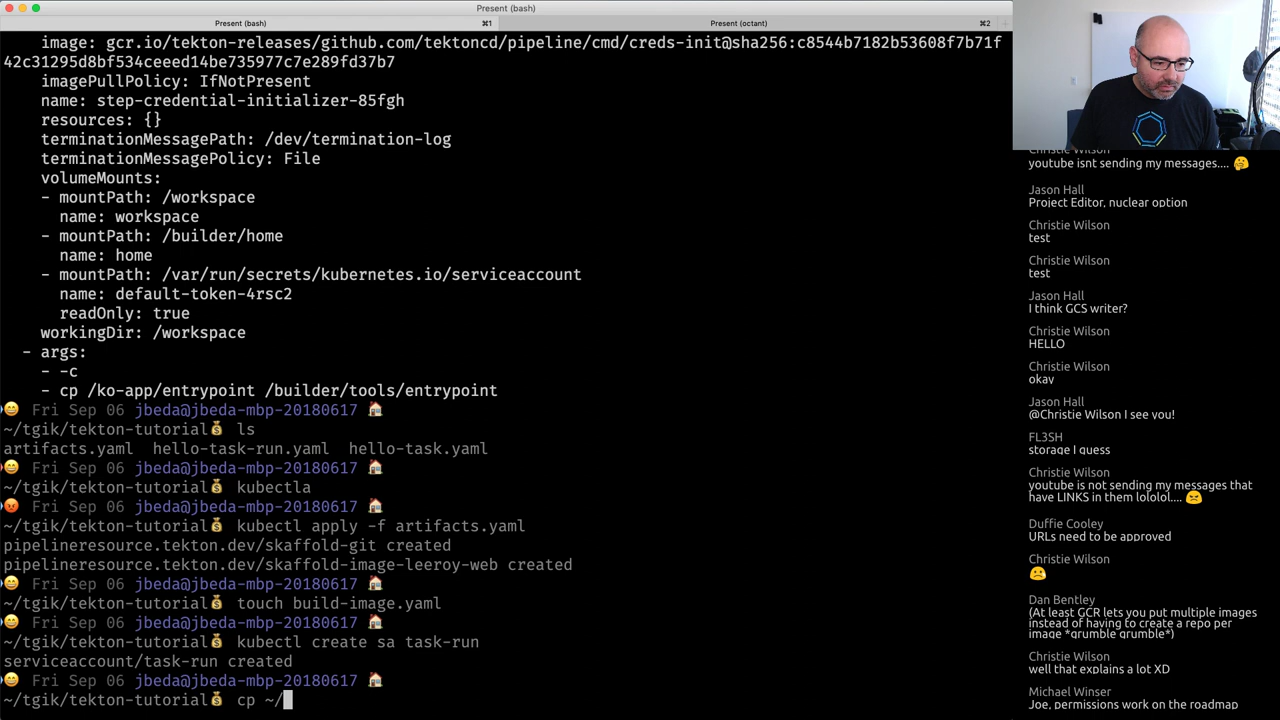 Present (bash)
Present (bash) ⌘1 Present (octant) ⌘2 +
image: gcr.io/tekton-releases/github.com/tektoncd/pipeline/cmd/creds-init@sha256:c8544b7182b53608f7b71f
42c31295d8bf534ceeed14be735977c7e289fd37b7
imagePullPolicy: IfNotPresent
name: step-credential-initializer-85fgh
resources: {}
terminationMessagePath: /dev/termination-log
terminationMessagePolicy: File
volumeMounts:
- mountPath: /workspace
name: workspace
- mountPath: /builder/home
name: home
- mountPath: /var/run/secrets/kubernetes.io/serviceaccount
name: default-token-4rsc2
readOnly: true
workingDir: /workspace
- args:
- -c
- cp /ko-app/entrypoint /builder/tools/entrypoint
😄 Fri Sep 06 jbeda@jbeda-mbp-20180617 🏠
~/tgik/tekton-tutorial💰 ls
artifacts.yaml hello-task-run.yaml hello-task.yaml
😄 Fri Sep 06 jbeda@jbeda-mbp-20180617 🏠
~/tgik/tekton-tutorial💰 kubectla
😡 Fri Sep 06 jbeda@jbeda-mbp-20180617 🏠
~/tgik/tekton-tutorial💰 kubectl apply -f artifacts.yaml
pipelineresource.tekton.dev/skaffold-git created
pipelineresource.tekton.dev/skaffold-image-leeroy-web created
😄 Fri Sep 06 jbeda@jbeda-mbp-20180617 🏠
~/tgik/tekton-tutorial💰 touch build-image.yaml
😄 Fri Sep 06 jbeda@jbeda-mbp-20180617 🏠
~/tgik/tekton-tutorial💰 kubectl create sa task-run
serviceaccount/task-run created
😄 Fri Sep 06 jbeda@jbeda-mbp-20180617 🏠
~/tgik/tekton-tutorial💰 cp ~/
Christie Wilson
youtube isnt sending my messages.... 🤔
Jason Hall
Project Editor, nuclear option
Christie Wilson
test
Christie Wilson
test
Jason Hall
I think GCS writer?
Christie Wilson
HELLO
Christie Wilson
okay
Jason Hall
@Christie Wilson I see you!
FL3SH
storage I guess
Christie Wilson
youtube is not sending my messages that
have LINKS in them lololol.... 😣
Duffie Cooley
URLs need to be approved
Christie Wilson
🙁
Dan Bentley
(At least GCR lets you put multiple images
instead of having to create a repo per
image *grumble grumble*)
Christie Wilson
well that explains a lot XD
Michael Winser
Joe, permissions work on the roadmap